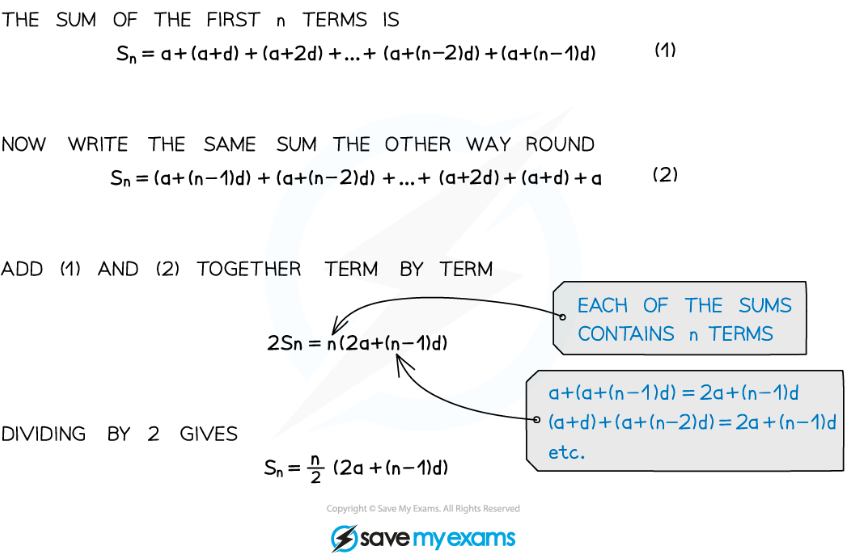 THE SUM OF THE FIRST n TERMS IS
Sₙ = a+(a+d) + (a+2d) +...+ (a+(n−2)d) +(a+(n−1)d) (1)
NOW WRITE THE SAME SUM THE OTHER WAY ROUND
Sₙ = (a+(n−1)d) + (a+(n−2)d) +...+ (a+2d) + (a+d) + a (2)
ADD (1) AND (2) TOGETHER TERM BY TERM
EACH OF THE SUMS
CONTAINS n TERMS
2Sn = n(2a+(n−1)d)
a+(a+(n−1)d) = 2a+(n−1)d
(a+d)+(a+(n−2)d) = 2a+(n−1)d
etc.
DIVIDING BY 2 GIVES
Sₙ = n/2 (2a +(n−1)d)
Copyright © Save My Exams. All Rights Reserved
savemyexams